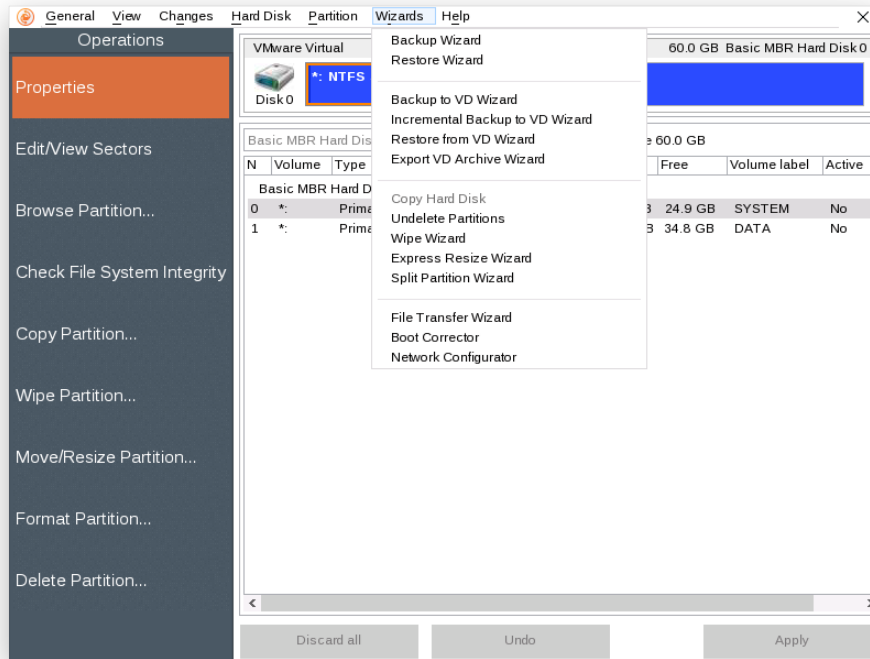 General View Changes Hard Disk Partition Wizards Help
Operations
Properties
Edit/View Sectors
Browse Partition...
Check File System Integrity
Copy Partition...
Wipe Partition...
Move/Resize Partition...
Format Partition...
Delete Partition...
VMware Virtual
60.0 GB Basic MBR Hard Disk 0
Disk 0
*: NTFS
Basic MBR Hard Dis
60.0 GB
N Volume Type Free Volume label Active
Basic MBR Hard D
0 *: Prima 24.9 GB SYSTEM No
1 *: Prima B 34.8 GB DATA No
Backup Wizard
Restore Wizard
Backup to VD Wizard
Incremental Backup to VD Wizard
Restore from VD Wizard
Export VD Archive Wizard
Copy Hard Disk
Undelete Partitions
Wipe Wizard
Express Resize Wizard
Split Partition Wizard
File Transfer Wizard
Boot Corrector
Network Configurator
Discard all Undo Apply